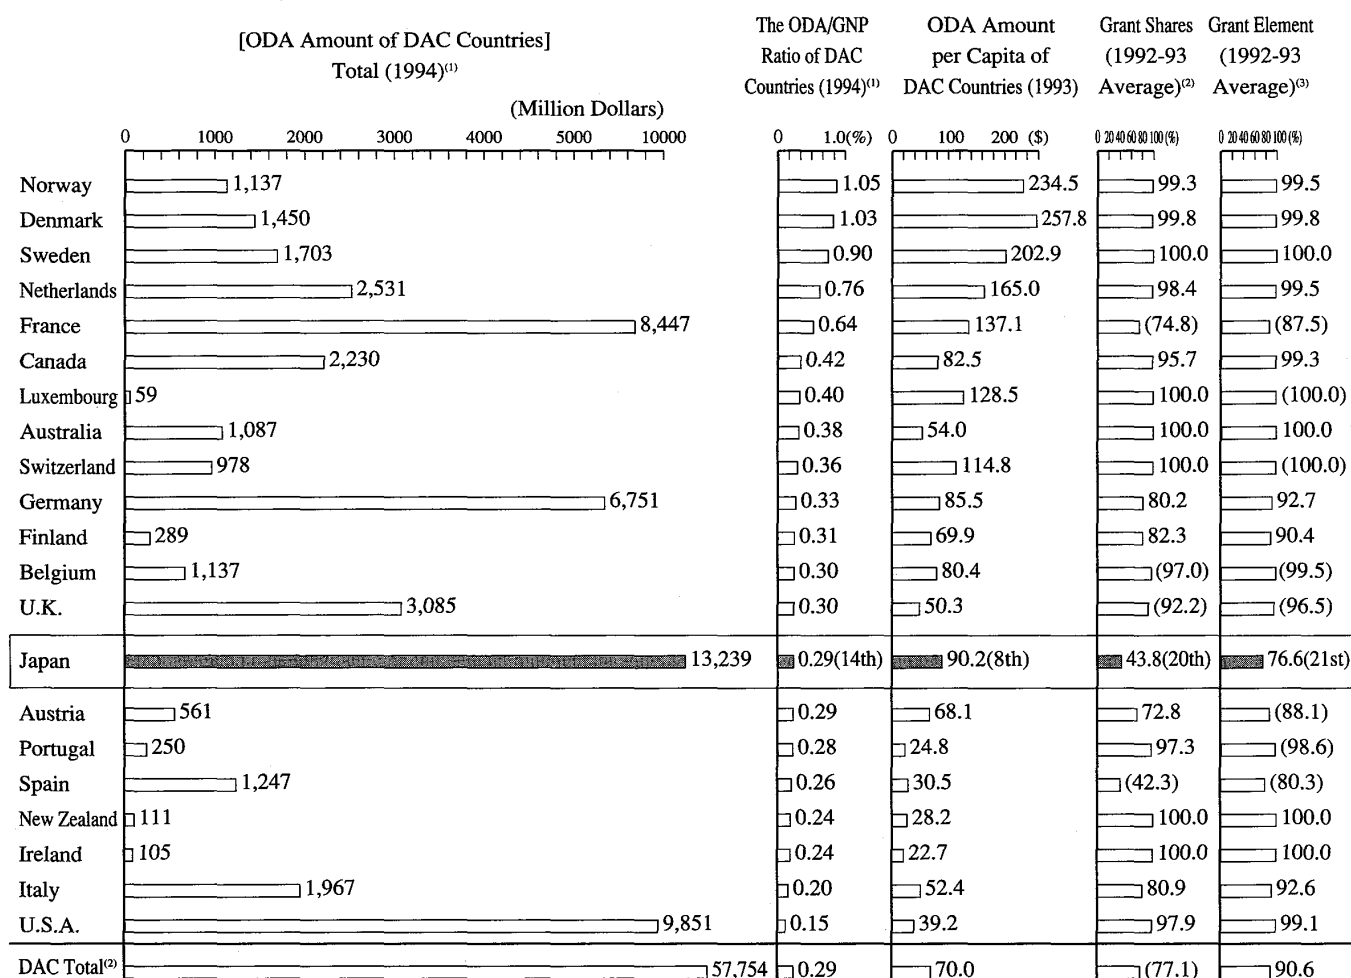 [ODA Amount of DAC Countries]
Total (1994)(1)
(Million Dollars)
The ODA/GNP
Ratio of DAC
Countries (1994)(1)
ODA Amount
per Capita of
DAC Countries (1993)
Grant Shares
(1992-93
Average)(2)
Grant Element
(1992-93
Average)(3)
0 1000 2000 3000 4000 5000 10000 0 1.0(%) 0 100 200 ($) 0 20 40 60 80 100 (%) 0 20 40 60 80 100 (%)
Norway 1,137 1.05 234.5 99.3 99.5
Denmark 1,450 1.03 257.8 99.8 99.8
Sweden 1,703 0.90 202.9 100.0 100.0
Netherlands 2,531 0.76 165.0 98.4 99.5
France 8,447 0.64 137.1 (74.8) (87.5)
Canada 2,230 0.42 82.5 95.7 99.3
Luxembourg 59 0.40 128.5 100.0 (100.0)
Australia 1,087 0.38 54.0 100.0 100.0
Switzerland 978 0.36 114.8 100.0 (100.0)
Germany 6,751 0.33 85.5 80.2 92.7
Finland 289 0.31 69.9 82.3 90.4
Belgium 1,137 0.30 80.4 (97.0) (99.5)
U.K. 3,085 0.30 50.3 (92.2) (96.5)
Japan 13,239 0.29(14th) 90.2(8th) 43.8(20th) 76.6(21st)
Austria 561 0.29 68.1 72.8 (88.1)
Portugal 250 0.28 24.8 97.3 (98.6)
Spain 1,247 0.26 30.5 (42.3) (80.3)
New Zealand 111 0.24 28.2 100.0 100.0
Ireland 105 0.24 22.7 100.0 100.0
Italy 1,967 0.20 52.4 80.9 92.6
U.S.A. 9,851 0.15 39.2 97.9 99.1
DAC Total(2) 57,754 0.29 70.0 (77.1) 90.6